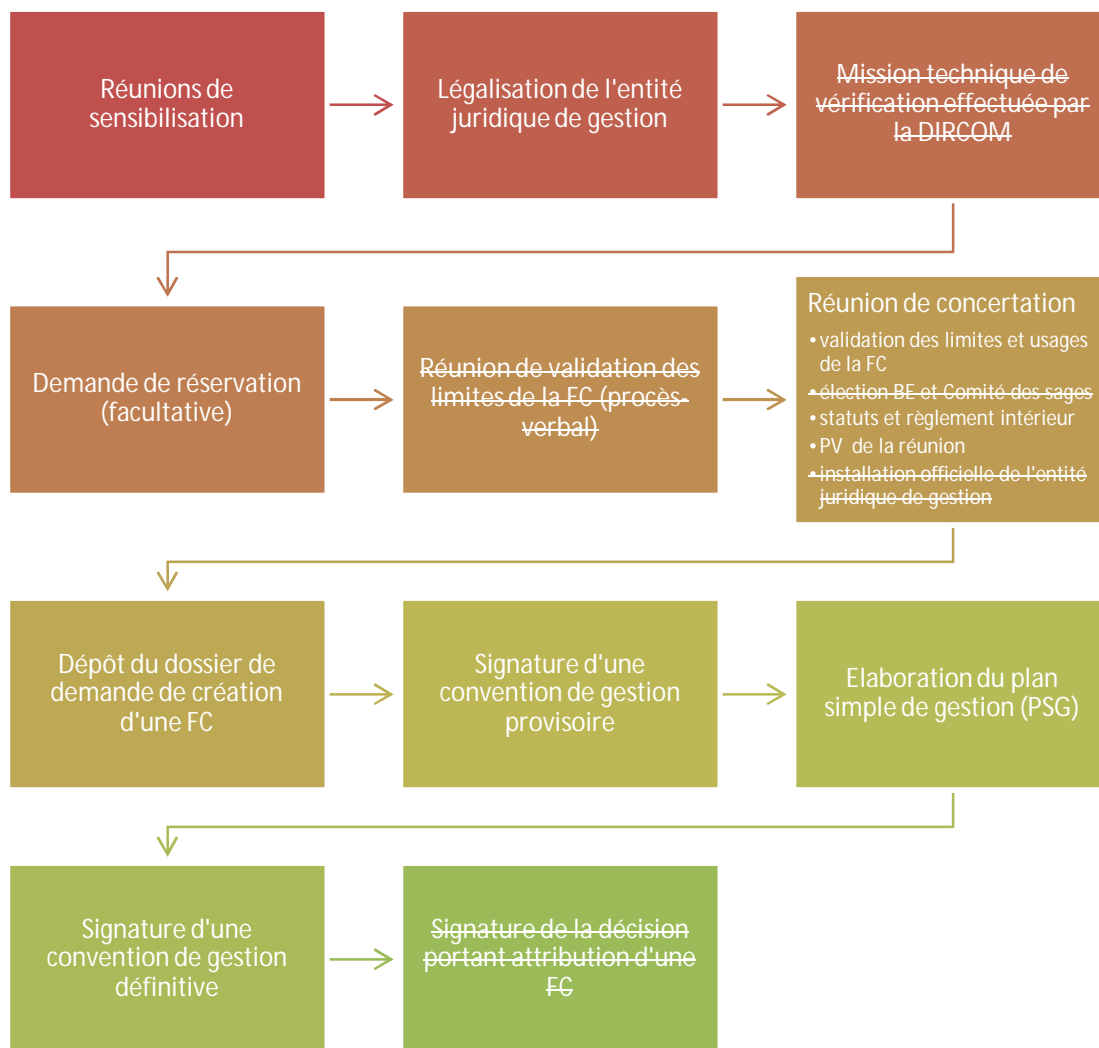 Réunions de
sensibilisation
Légalisation de l'entité
juridique de gestion
Mission technique de
vérification effectuée par
la DIRCOM
Demande de réservation
(facultative)
Réunion de validation des
limites de la FC (procès-
verbal)
Réunion de concertation
• validation des limites et usages
de la FC
• élection BE et Comité des sages
• statuts et règlement intérieur
• PV de la réunion
• installation officielle de l'entité
juridique de gestion
Dépôt du dossier de
demande de création
d'une FC
Signature d'une
convention de gestion
provisoire
Elaboration du plan
simple de gestion (PSG)
Signature d'une
convention de gestion
définitive
Signature de la décision
portant attribution d'une
FC